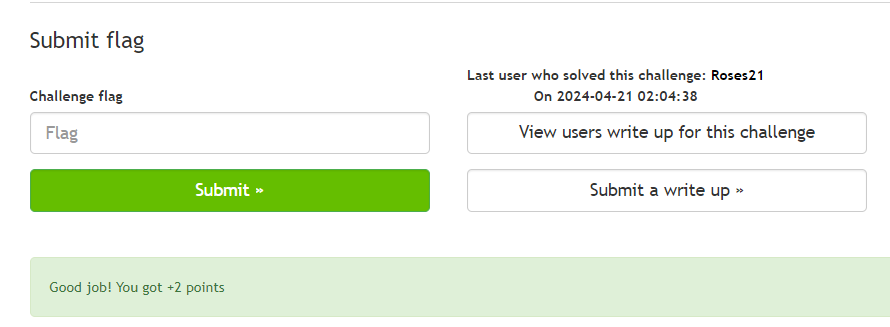 Submit flag
Last user who solved this challenge: Roses21
On 2024-04-21 02:04:38
Challenge flag
Flag
View users write up for this challenge
Submit »
Submit a write up »
Good job! You got +2 points